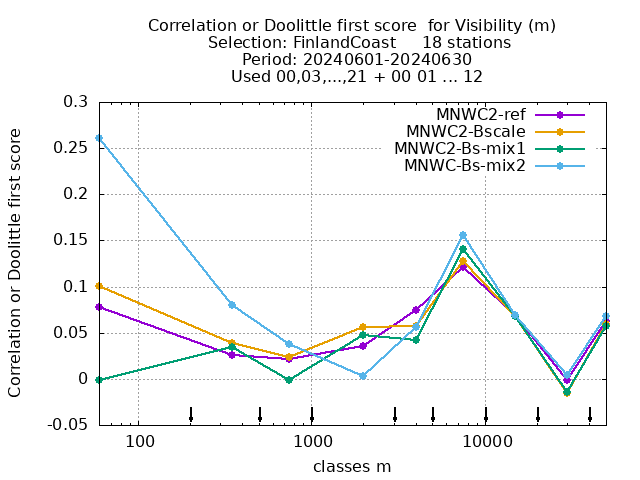 Correlation or Doolittle first score  for Visibility (m)
Selection: FinlandCoast     18 stations
Period: 20240601-20240630
Used 00,03,...,21 + 00 01 ... 12
Correlation or Doolittle first score
0.3
0.25
0.2
0.15
0.1
0.05
0
-0.05
MNWC2-ref
MNWC2-Bscale
MNWC2-Bs-mix1
MNWC-Bs-mix2
100
1000
10000
classes m